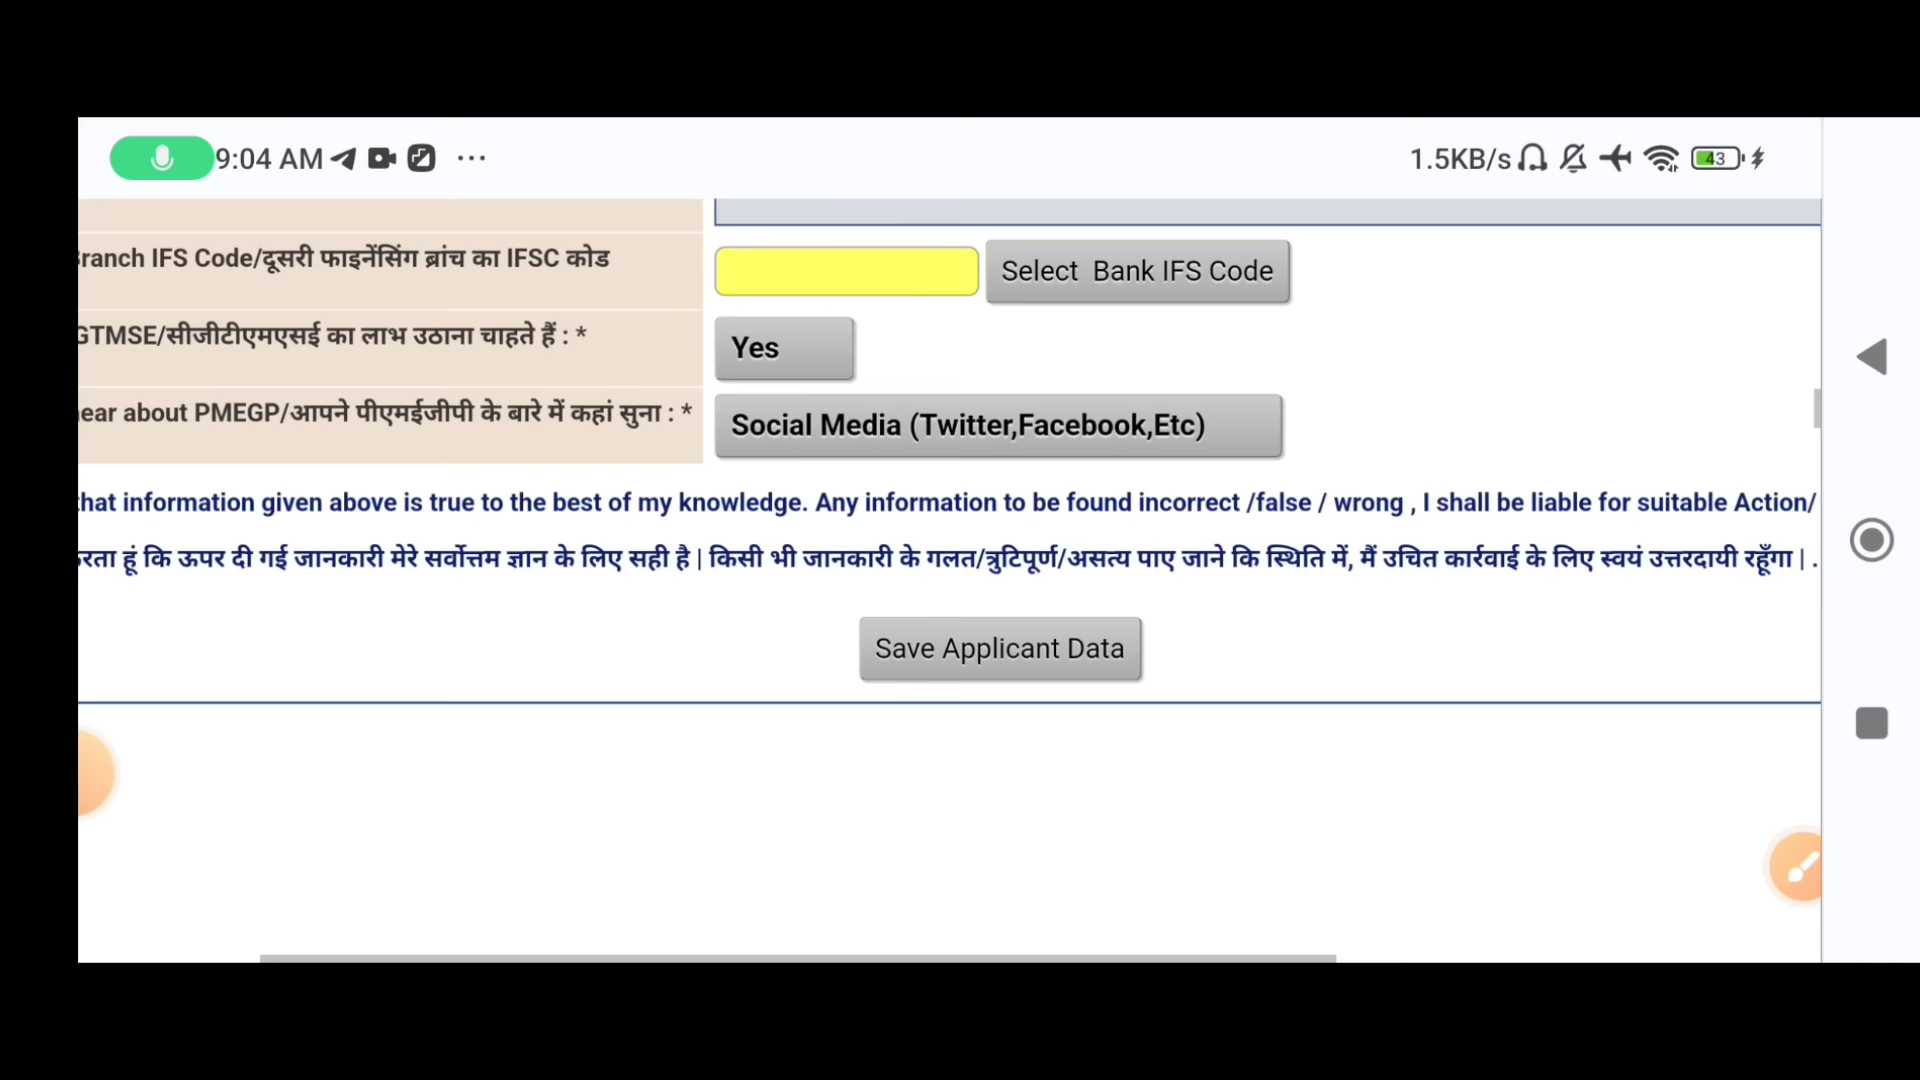 9:04 AM ... 1.5KB/s 43
Branch IFS Code/दूसरी फाइनेंसिंग ब्रांच का IFSC कोड
Select Bank IFS Code
GTMSE/सीजीटीएमएसई का लाभ उठाना चाहते हैं : *
Yes
ear about PMEGP/आपने पीएमईजीपी के बारे में कहां सुना : *
Social Media (Twitter,Facebook,Etc)
that information given above is true to the best of my knowledge. Any information to be found incorrect /false / wrong , I shall be liable for suitable Action/
रता हूं कि ऊपर दी गई जानकारी मेरे सर्वोत्तम ज्ञान के लिए सही है | किसी भी जानकारी के गलत/त्रुटिपूर्ण/असत्य पाए जाने कि स्थिति में, मैं उचित कार्रवाई के लिए स्वयं उत्तरदायी रहूँगा | .
Save Applicant Data